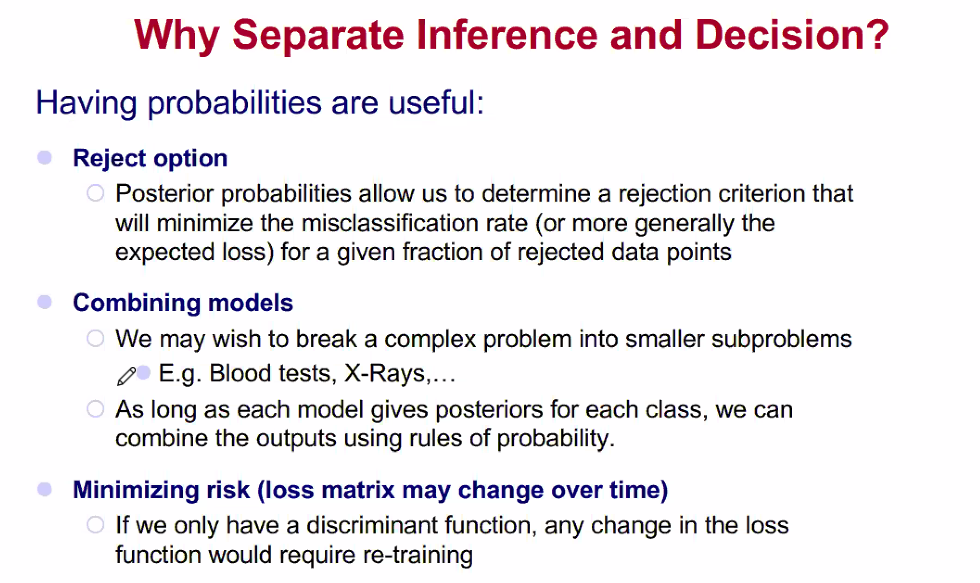 Why Separate Inference and Decision?
Having probabilities are useful:
Reject option
Posterior probabilities allow us to determine a rejection criterion that
will minimize the misclassification rate (or more generally the
expected loss) for a given fraction of rejected data points
Combining models
We may wish to break a complex problem into smaller subproblems
E.g. Blood tests, X-Rays,…
As long as each model gives posteriors for each class, we can
combine the outputs using rules of probability.
Minimizing risk (loss matrix may change over time)
If we only have a discriminant function, any change in the loss
function would require re-training